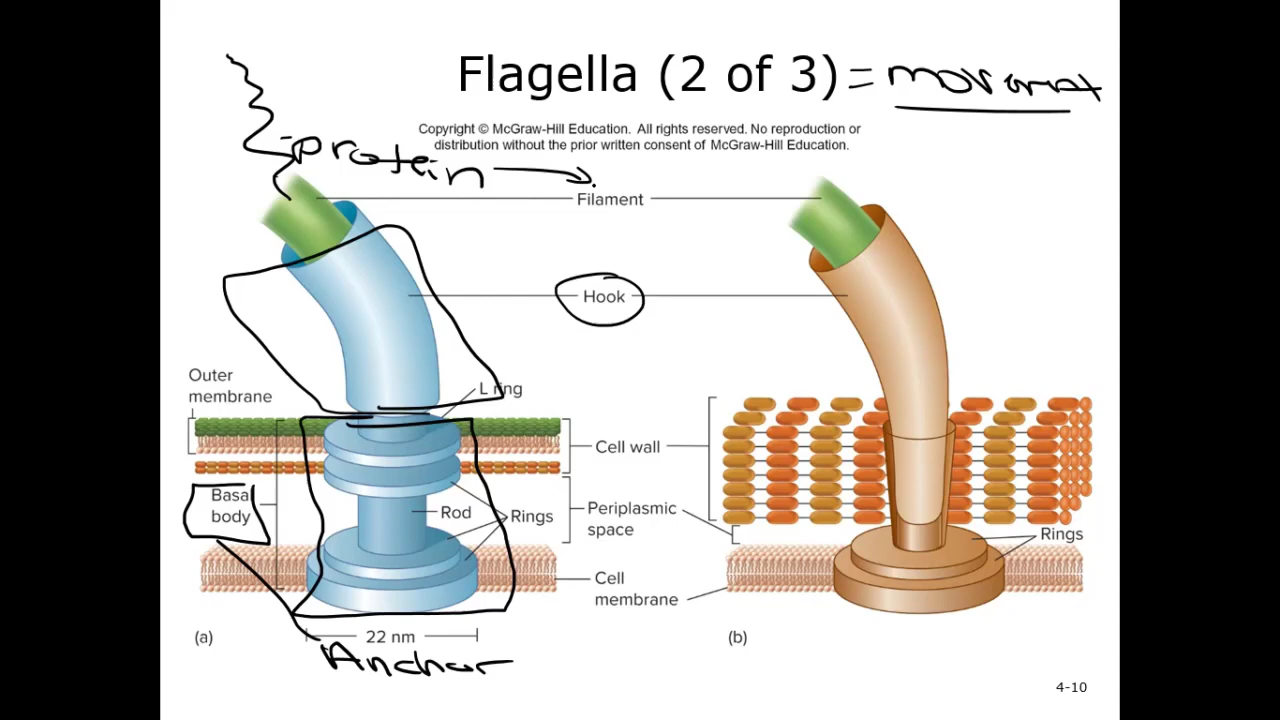 Flagella (2 of 3) = movement
Copyright © McGraw-Hill Education. All rights reserved. No reproduction or
distribution without the prior written consent of McGraw-Hill Education.
protein
Filament
Hook
Outer
membrane
L ring
Cell wall
Basal
body
Rod
Rings
Periplasmic
space
Rings
Cell
membrane
(a)
22 nm
(b)
Anchor
4-10